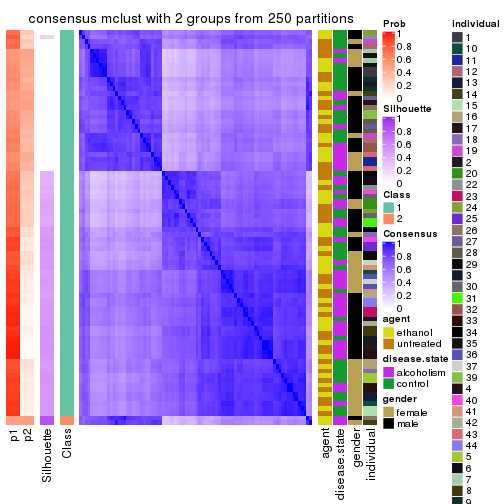 consensus mclust with 2 groups from 250 partitions
Prob
1
0.8
0.6
0.4
0.2
0
Silhouette
1
0.8
0.6
0.4
0.2
0
Class
1
2
Consensus
1
0.8
0.6
0.4
0.2
0
agent
ethanol
untreated
disease.state
alcoholism
control
gender
female
male
individual
1
10
11
12
13
14
15
16
17
18
19
2
20
22
23
24
25
26
27
28
29
3
30
31
32
33
34
35
36
37
39
4
40
41
42
43
44
5
6
7
8
9
p1
p2
Silhouette
Class
agent
disease.state
gender
individual